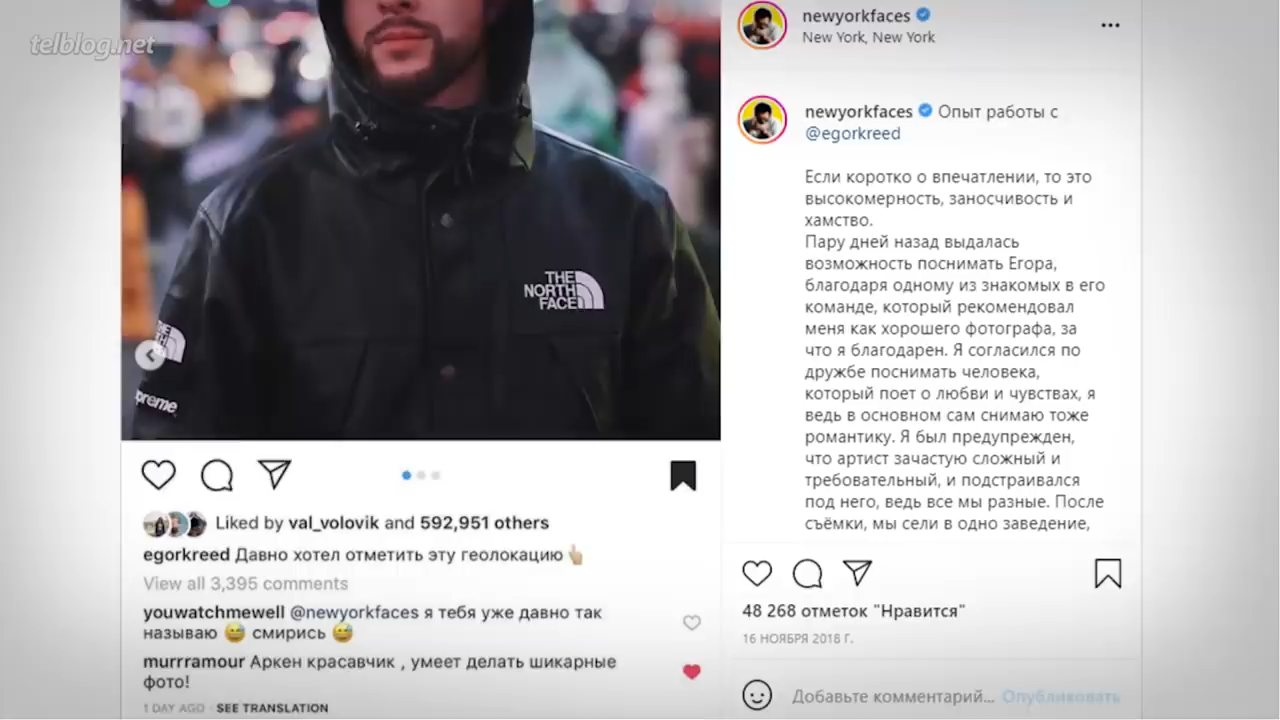 telblog.net
THE
NORTH
FACE
THE
preme
Liked by val_volovik and 592,951 others
egorkreed Давно хотел отметить эту геолокацию👆🏼
View all 3,395 comments
youwatchmewell @newyorkfaces я тебя уже давно так
называю 😅 смирись 😅
murrramour Аркен красавчик , умеет делать шикарные
фото!
1 DAY AGO · SEE TRANSLATION
newyorkfaces
New York, New York
newyorkfaces Опыт работы с
@egorkreed
Если коротко о впечатлении, то это
высокомерность, заносчивость и
хамство.
Пару дней назад выдалась
возможность поснимать Егора,
благодаря одному из знакомых в его
команде, который рекомендовал
меня как хорошего фотографа, за
что я благодарен. Я согласился по
дружбе поснимать человека,
который поет о любви и чувствах, я
ведь в основном сам снимаю тоже
романтику. Я был предупрежден,
что артист зачастую сложный и
требовательный, и подстраивался
под него, ведь все мы разные. После
съёмки, мы сели в одно заведение,
48 268 отметок "Нравится"
16 НОЯБРЯ 2018 Г.
Добавьте комментарий... Опубликовать